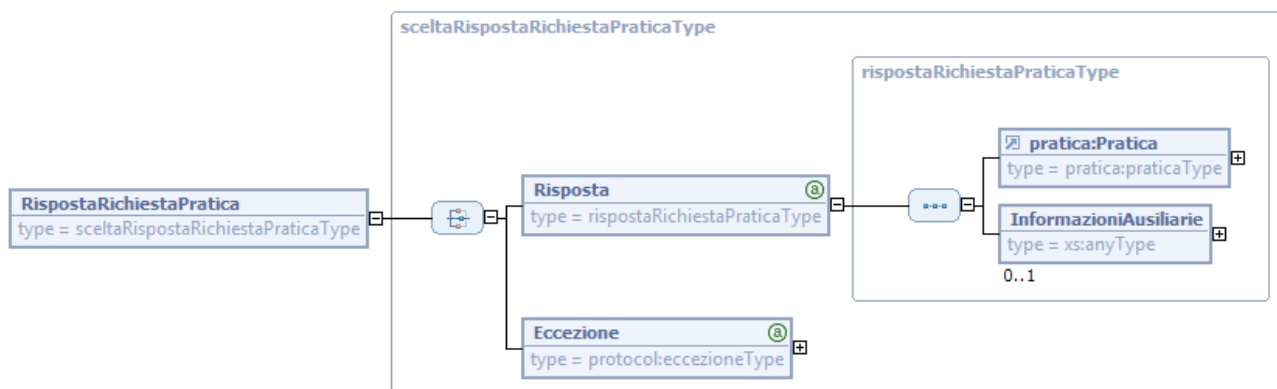 sceltaRispostaRichiestaPraticaType
rispostaRichiestaPraticaType
pratica:Pratica
type = pratica:praticaType
RispostaRichiestaPratica
type = sceltaRispostaRichiestaPraticaType
Risposta
a
type = rispostaRichiestaPraticaType
InformazioniAusiliarie
type = xs:anyType
0..1
Eccezione
a
type = protocol:eccezioneType